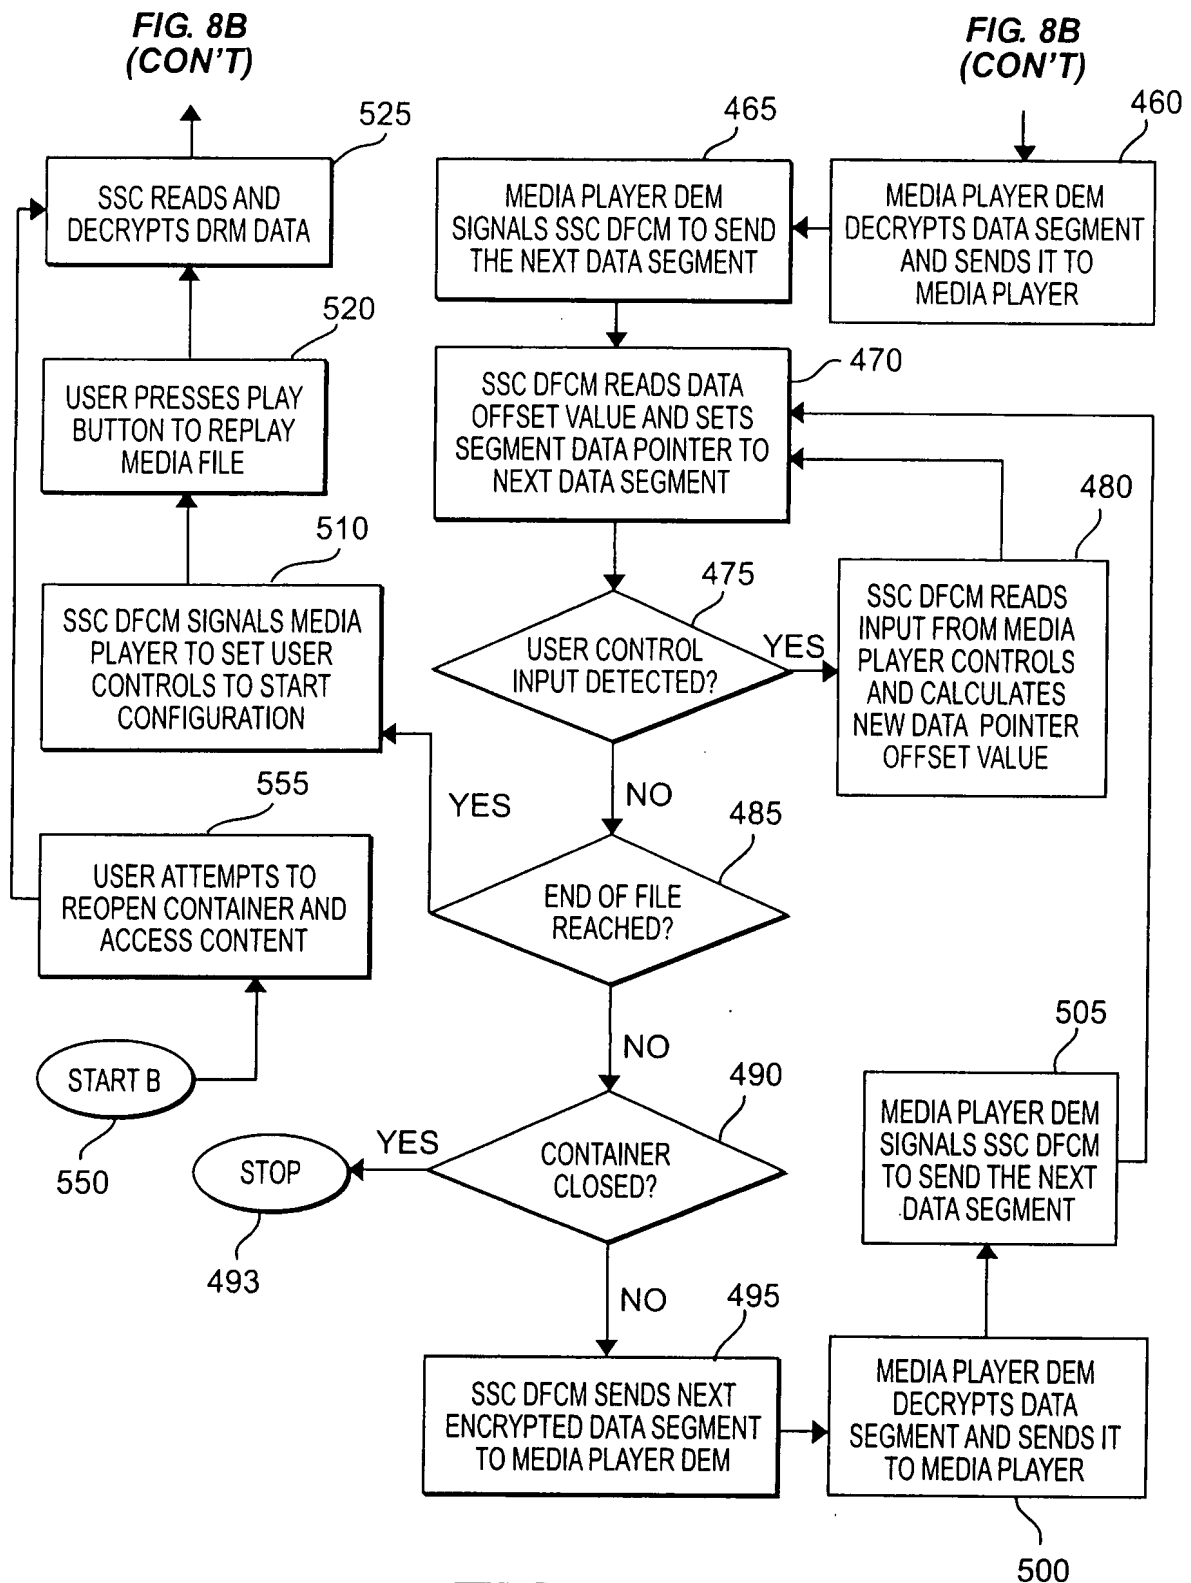 FIG. 8B
(CON'T)
FIG. 8B
(CON'T)
525
SSC READS AND
DECRYPTS DRM DATA
465
MEDIA PLAYER DEM
SIGNALS SSC DFCM TO SEND
THE NEXT DATA SEGMENT
460
MEDIA PLAYER DEM
DECRYPTS DATA SEGMENT
AND SENDS IT TO
MEDIA PLAYER
520
USER PRESSES PLAY
BUTTON TO REPLAY
MEDIA FILE
470
SSC DFCM READS DATA
OFFSET VALUE AND SETS
SEGMENT DATA POINTER TO
NEXT DATA SEGMENT
480
SSC DFCM READS
INPUT FROM MEDIA
PLAYER CONTROLS
AND CALCULATES
NEW DATA POINTER
OFFSET VALUE
510
SSC DFCM SIGNALS MEDIA
PLAYER TO SET USER
CONTROLS TO START
CONFIGURATION
475
USER CONTROL
INPUT DETECTED?
YES
NO
YES
555
USER ATTEMPTS TO
REOPEN CONTAINER AND
ACCESS CONTENT
485
END OF FILE
REACHED?
NO
START B
550
490
CONTAINER
CLOSED?
YES
STOP
493
NO
505
MEDIA PLAYER DEM
SIGNALS SSC DFCM
TO SEND THE NEXT
DATA SEGMENT
495
SSC DFCM SENDS NEXT
ENCRYPTED DATA SEGMENT
TO MEDIA PLAYER DEM
MEDIA PLAYER DEM
DECRYPTS DATA
SEGMENT AND SENDS IT
TO MEDIA PLAYER
500